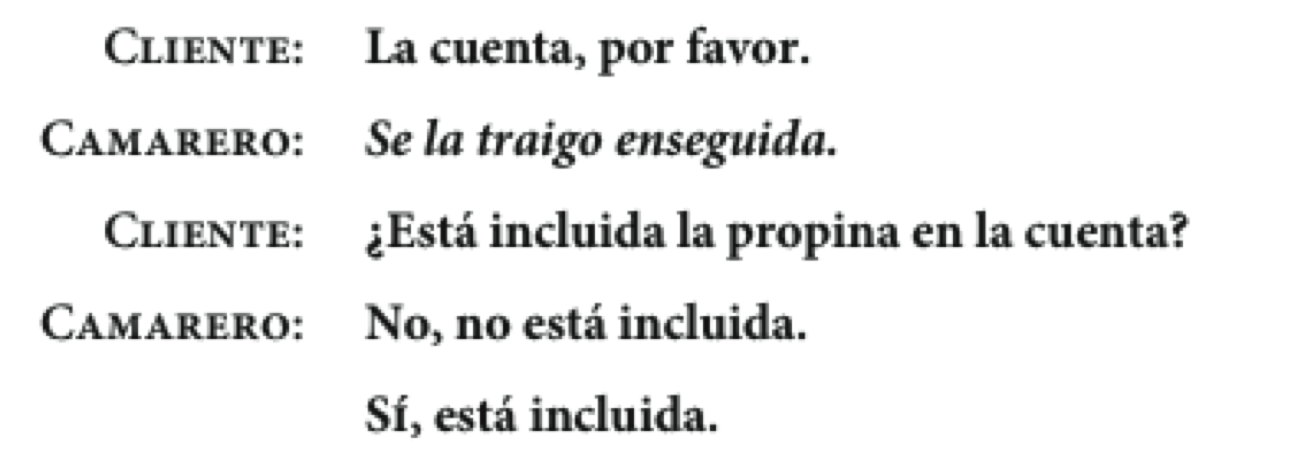 CLIENTE: La cuenta, por favor.
CAMARERO: Se la traigo enseguida.
CLIENTE: ¿Está incluida la propina en la cuenta?
CAMARERO: No, no está incluida.
Sí, está incluida.